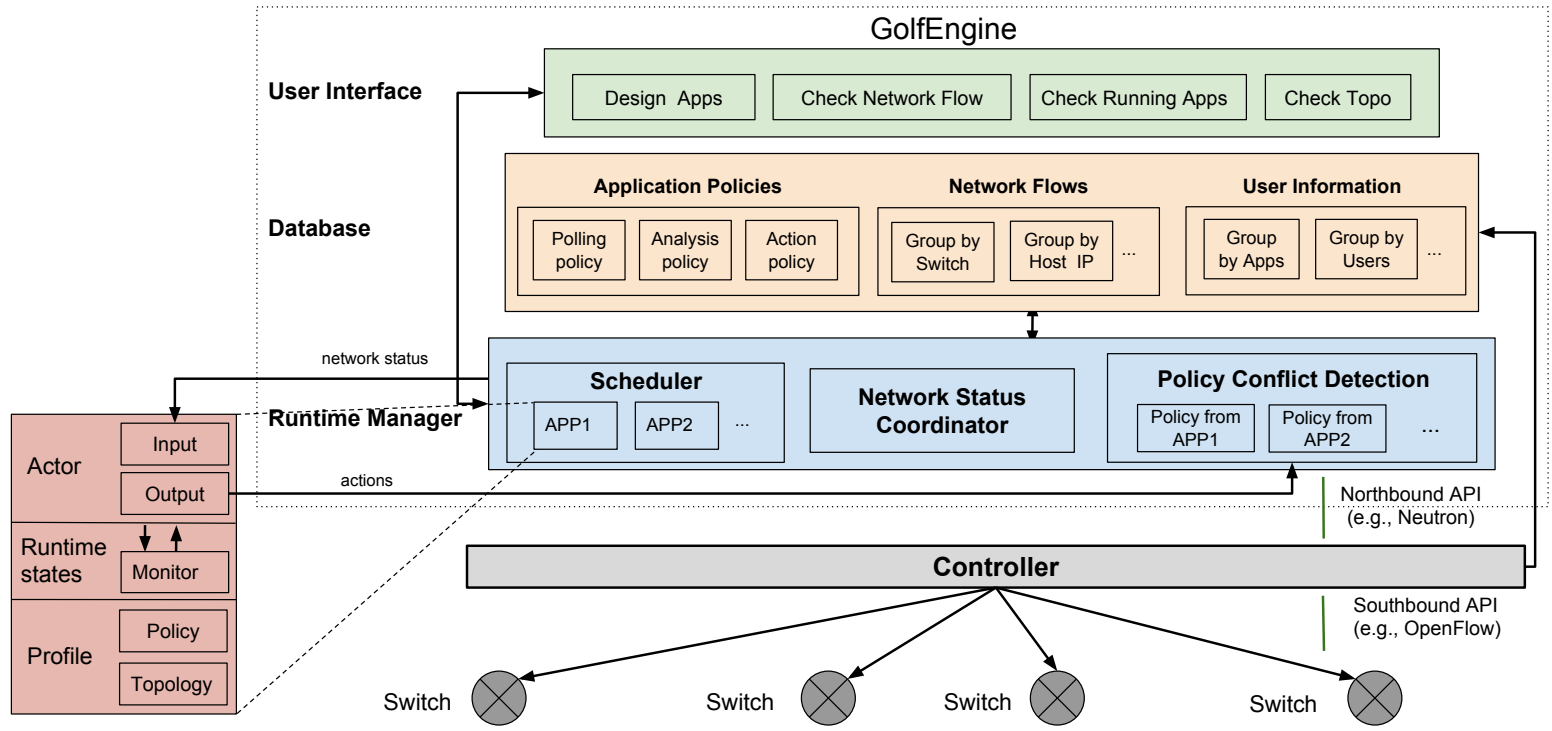 GolfEngine
User Interface
Design Apps
Check Network Flow
Check Running Apps
Check Topo
Database
Application Policies
Polling
policy
Analysis
policy
Action
policy
Network Flows
Group by
Switch
Group by
Host IP
...
User Information
Group
by Apps
Group by
Users
...
network status
Runtime Manager
Scheduler
APP1
APP2
...
Network Status
Coordinator
Policy Conflict Detection
Policy from
APP1
Policy from
APP2
...
Actor
Input
Output
actions
Runtime
states
Monitor
Profile
Policy
Topology
Northbound API
(e.g., Neutron)
Controller
Southbound API
(e.g., OpenFlow)
Switch
Switch
Switch
Switch